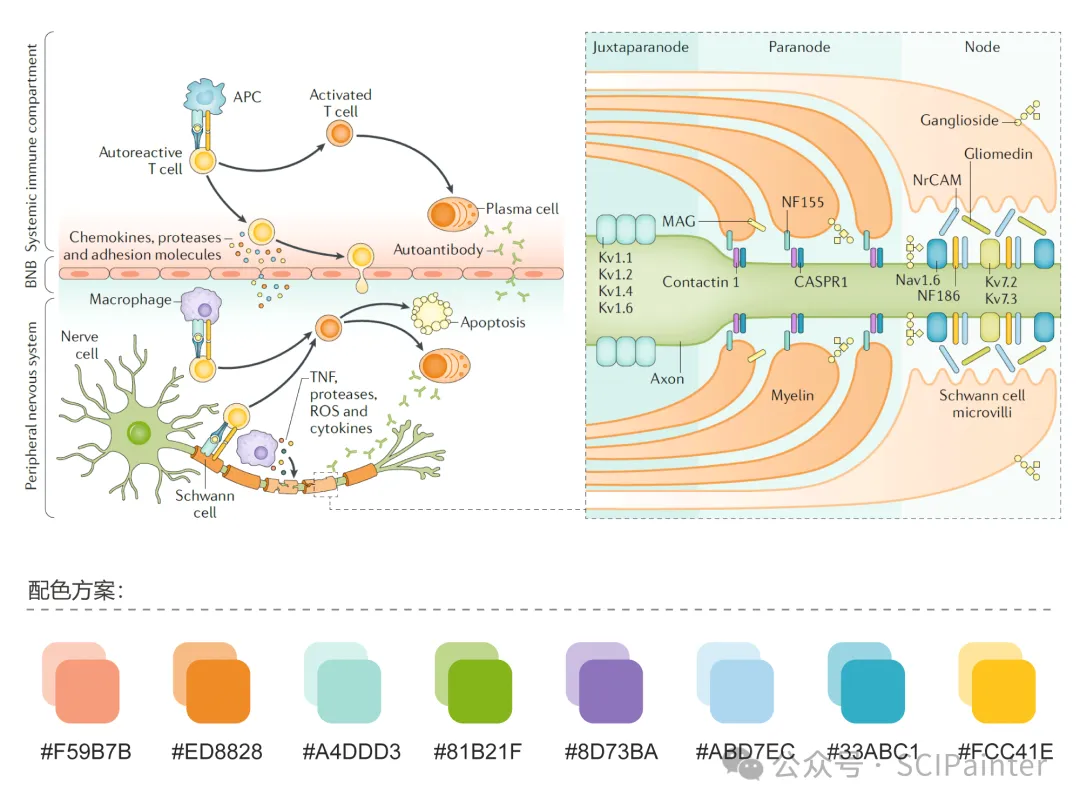 Systemic immune compartment
BNB
Peripheral nervous system
APC
Activated
T cell
Autoreactive
T cell
Plasma cell
Chemokines, proteases
and adhesion molecules
Autoantibody
Macrophage
Apoptosis
Nerve
cell
TNF,
proteases,
ROS and
cytokines
Schwann
cell
Juxtaparanode
Paranode
Node
Ganglioside
Gliomedin
NrCAM
MAG
NF155
Kv1.1
Kv1.2
Kv1.4
Kv1.6
Contactin 1
CASPR1
Nav1.6
NF186
Kv7.2
Kv7.3
Axon
Myelin
Schwann cell
microvilli
配色方案:
#F59B7B
#ED8828
#A4DDD3
#81B21F
#8D73BA
#ABD7EC
#33ABC1
#FCC41E
公众号 · SCIPainter